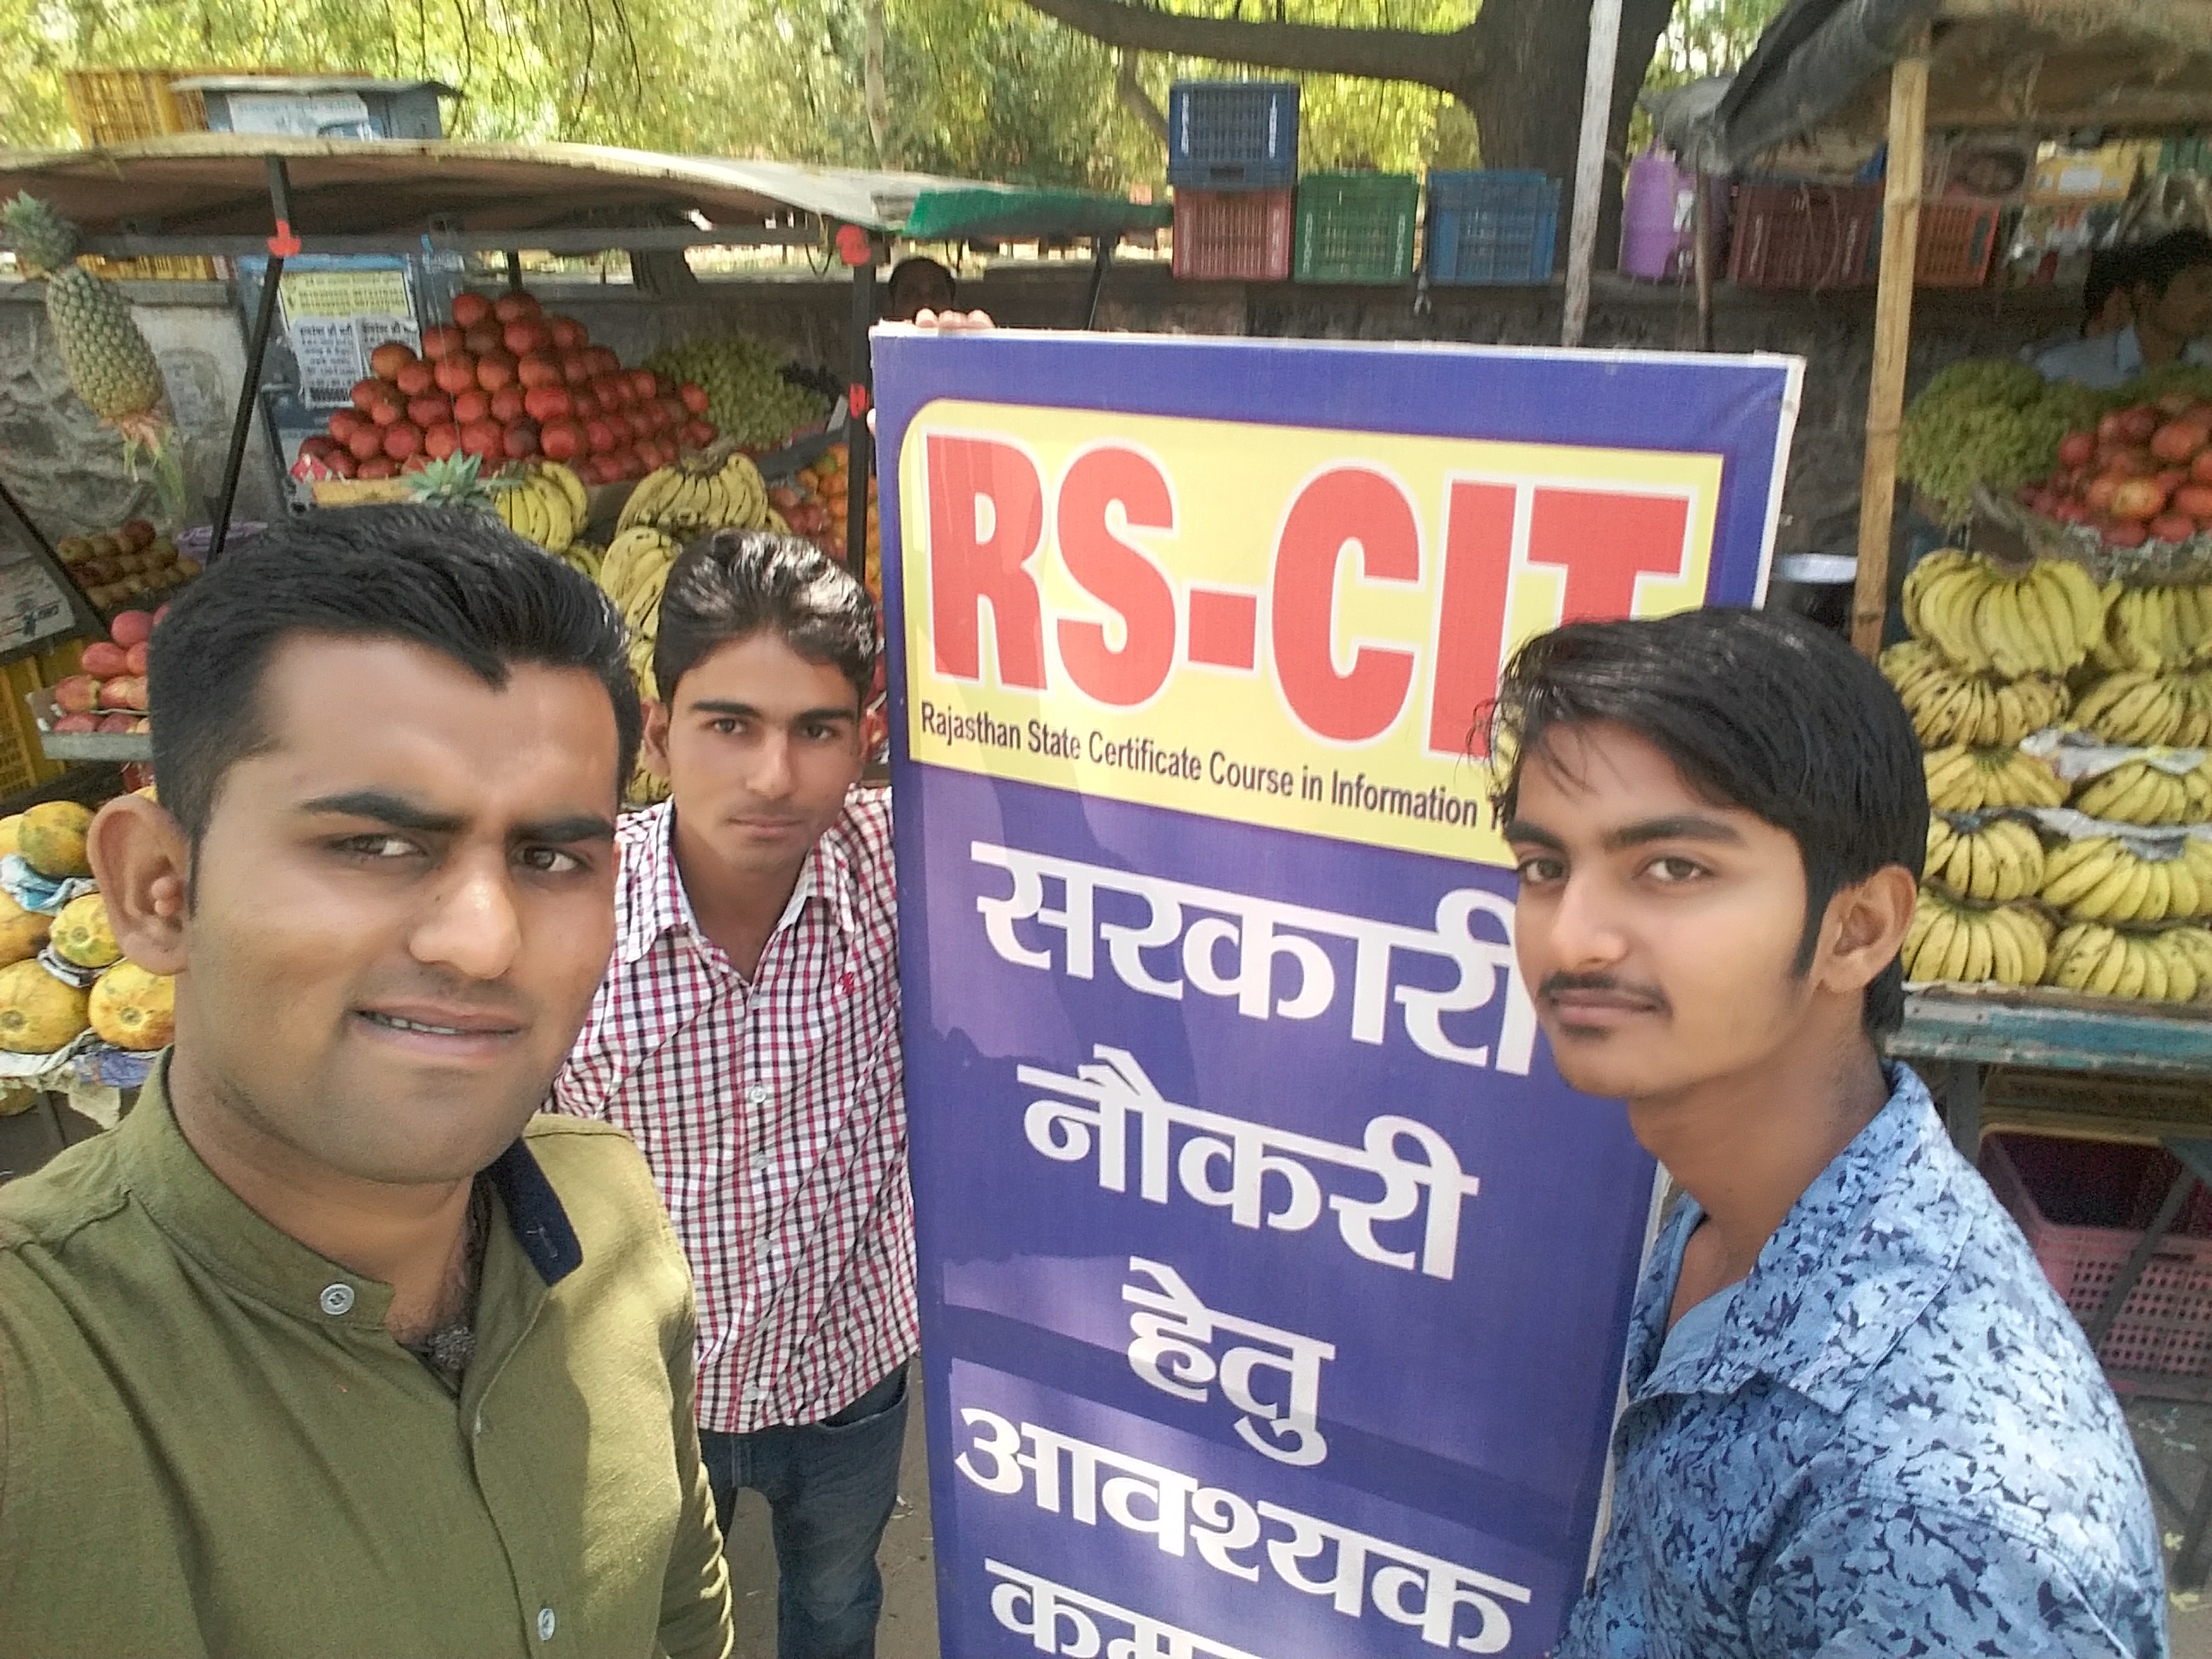 RS-CIT
Rajasthan State Certificate Course in Information
सरकारी
नौकरी
हेतु
आवश्यक